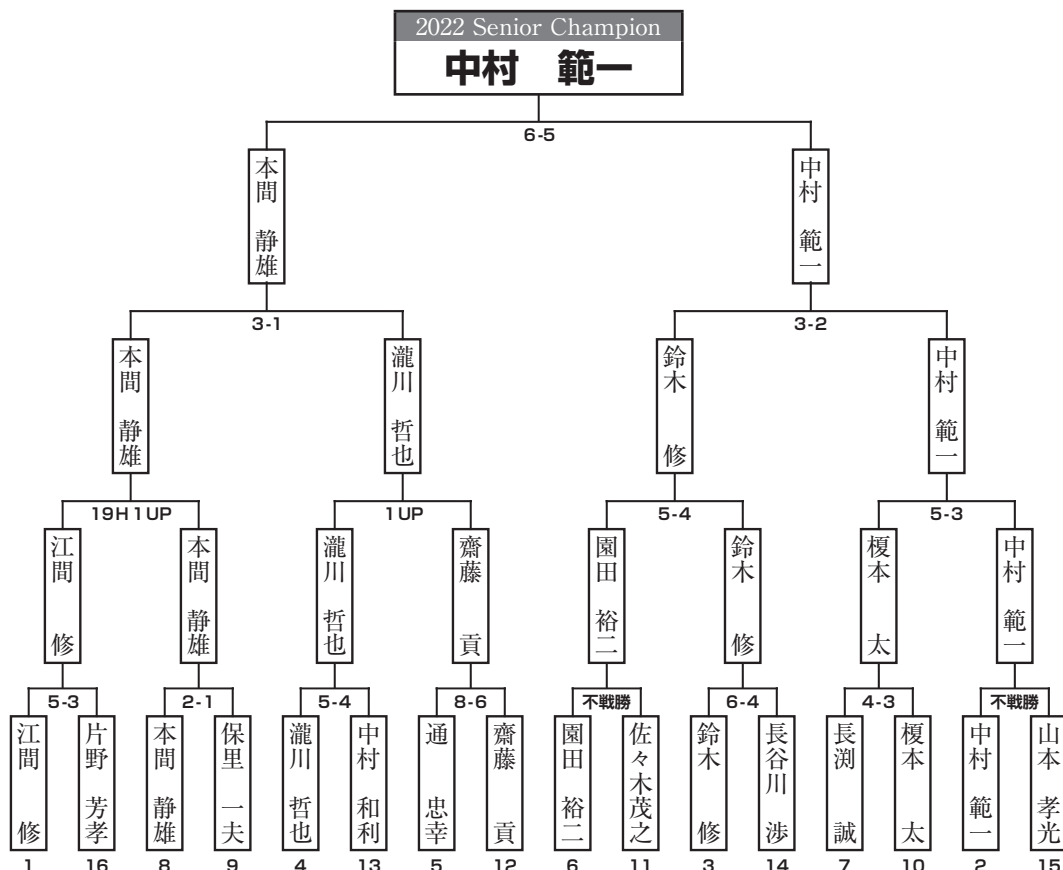 2022 Senior Champion
中村 範一
6-5
本間 静雄
中村 範一
3-1
3-2
本間 静雄
瀧川 哲也
鈴木 修
中村 範一
19H 1UP
1UP
5-4
5-3
江間 修
本間 静雄
瀧川 哲也
齋藤 貢
園田 裕二
鈴木 修
榎本 太
中村 範一
5-3
2-1
5-4
8-6
不戦勝
6-4
4-3
不戦勝
江間 修
片野 芳孝
本間 静雄
保里 一夫
瀧川 哲也
中村 和利
通 忠幸
齋藤 貢
園田 裕二
佐々木茂之
鈴木 修
長谷川 渉
長渕 誠
榎本 太
中村 範一
山本 孝光
1 16 8 9 4 13 5 12 6 11 3 14 7 10 2 15